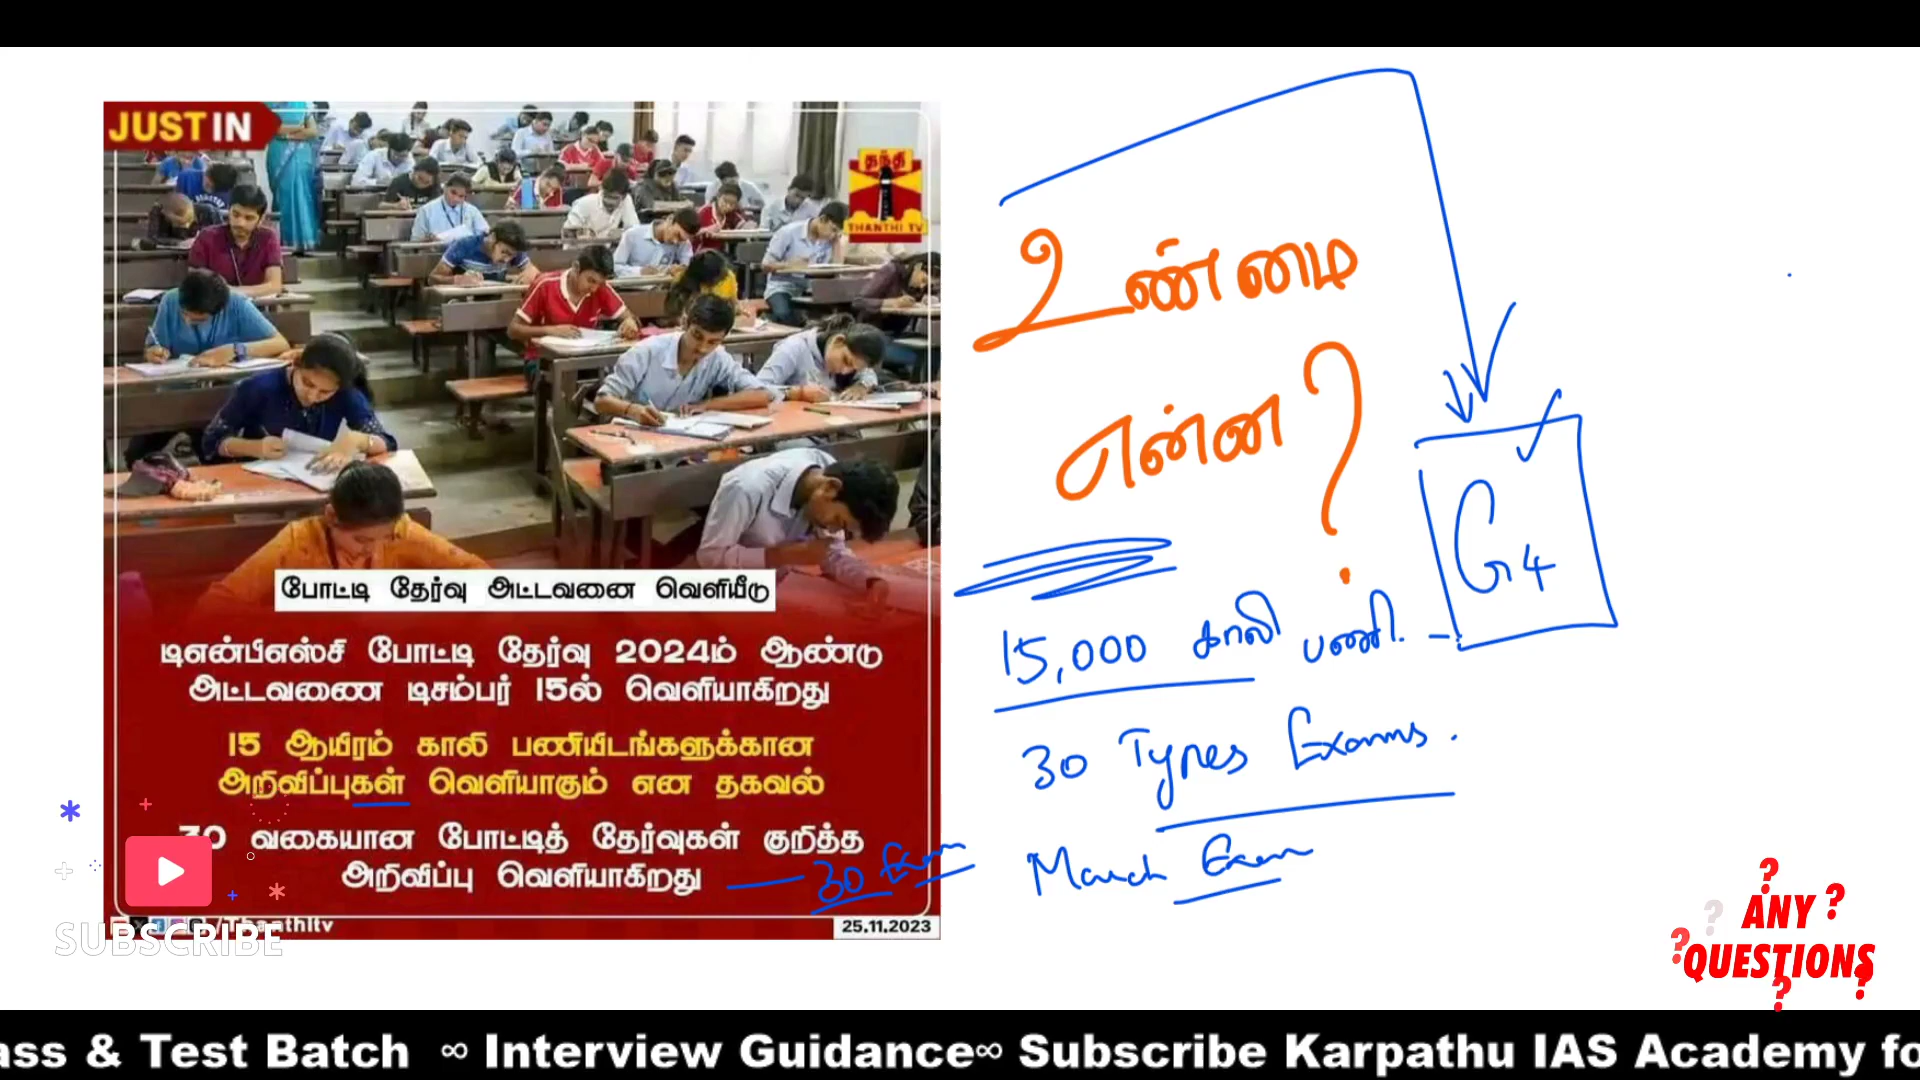 JUST IN
தந்தி
THANTHI TV
போட்டி தேர்வு அட்டவனை வெளியீடு
டிஎன்பிஎஸ்சி போட்டி தேர்வு 2024ம் ஆண்டு
அட்டவணை டிசம்பர் 15ல் வெளியாகிறது
15 ஆயிரம் காலி பணியிடங்களுக்கான
அறிவிப்புகள் வெளியாகும் என தகவல்
30 வகையான போட்டித் தேர்வுகள் குறித்த
அறிவிப்பு வெளியாகிறது
30 Exam
/Thanthitv
25.11.2023
SUBSCRIBE
உண்மை
என்ன?
G4
15,000 காலி பணி.
30 Types Exams.
March Exam
ANY
QUESTIONS
ass & Test Batch ∞ Interview Guidance∞ Subscribe Karpathu IAS Academy fo